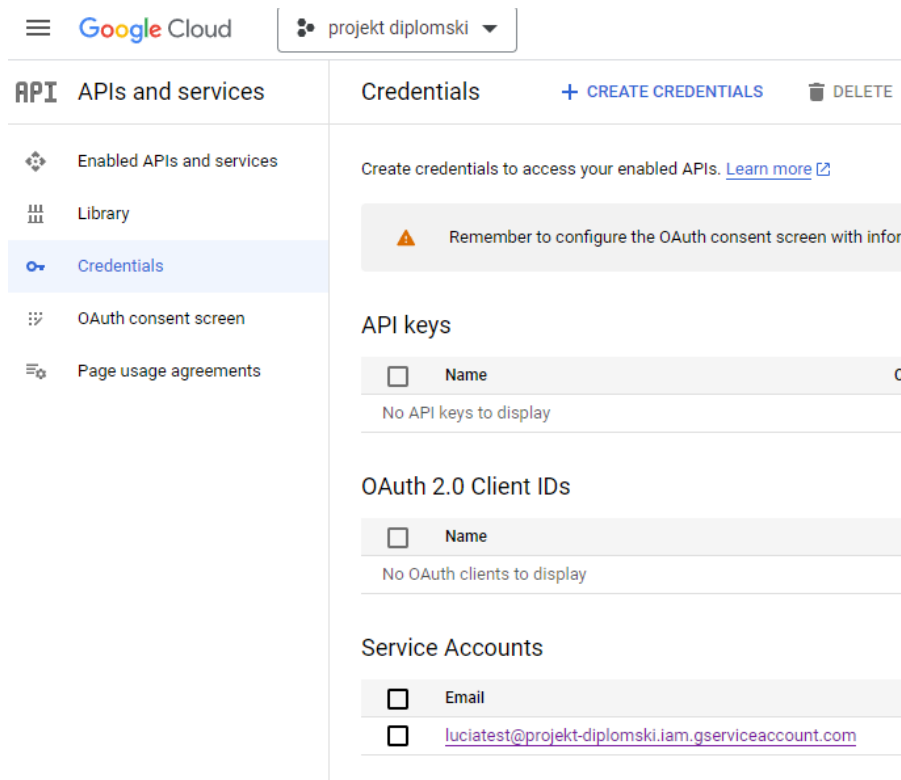 Google Cloud
projekt diplomski
API APIs and services
Enabled APIs and services
Library
Credentials
OAuth consent screen
Page usage agreements
Credentials
+ CREATE CREDENTIALS
DELETE
Create credentials to access your enabled APIs. Learn more
Remember to configure the OAuth consent screen with
API keys
Name
No API keys to display
OAuth 2.0 Client IDs
Name
No OAuth clients to display
Service Accounts
Email
luciatest@projekt-diplomski.iam.gserviceaccount.com